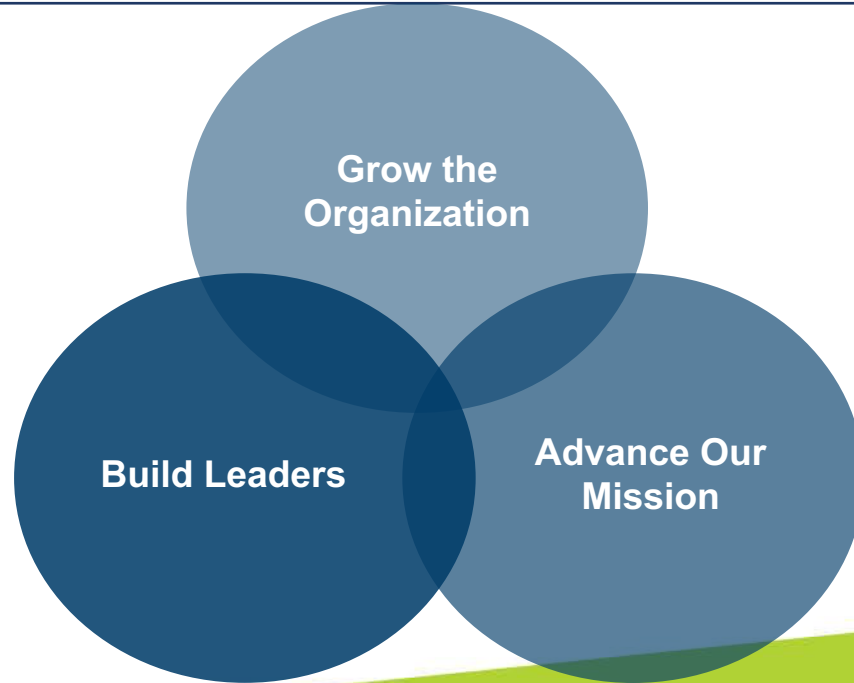 Grow the
Organization
Build Leaders
Advance Our
Mission